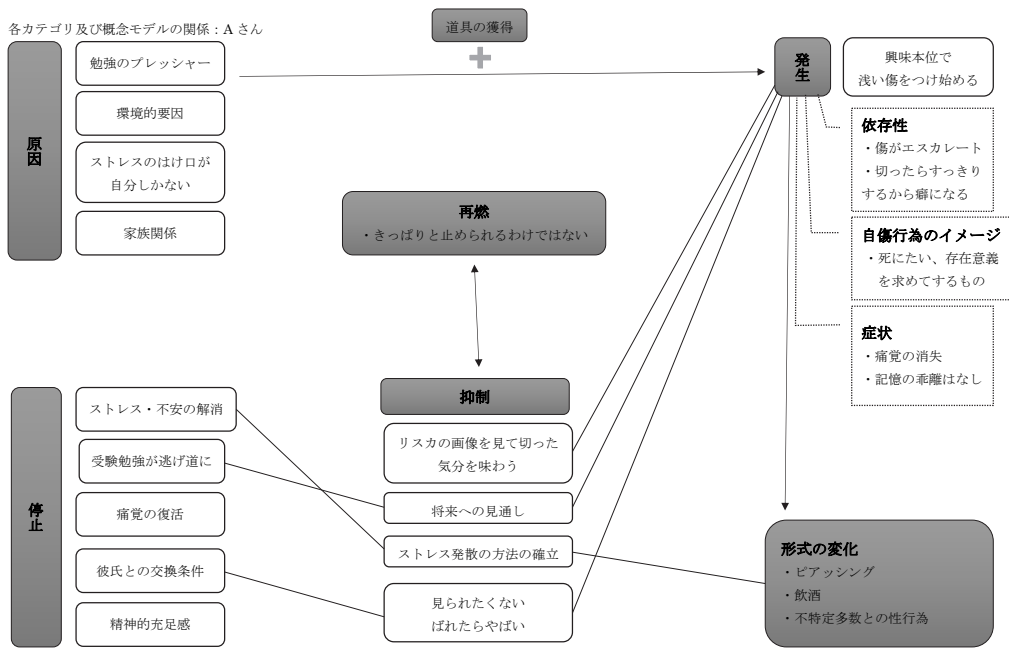 各カテゴリ及び概念モデルの関係：Aさん
道具の獲得
原因
勉強のプレッシャー
環境的要因
ストレスのはけ口が
自分しかない
家族関係
発生
興味本位で
浅い傷をつけ始める
依存性
・傷がエスカレート
・切ったらすっきり
するから癖になる
自傷行為のイメージ
・死にたい、存在意義
を求めてするもの
症状
・痛覚の消失
・記憶の乖離はなし
再燃
・きっぱりと止められるわけではない
停止
ストレス・不安の解消
受験勉強が逃げ道に
痛覚の復活
彼氏との交換条件
精神的充足感
抑制
リスカの画像を見て切った
気分を味わう
将来への見通し
ストレス発散の方法の確立
見られたくない
ばれたらやばい
形式の変化
・ピアッシング
・飲酒
・不特定多数との性行為